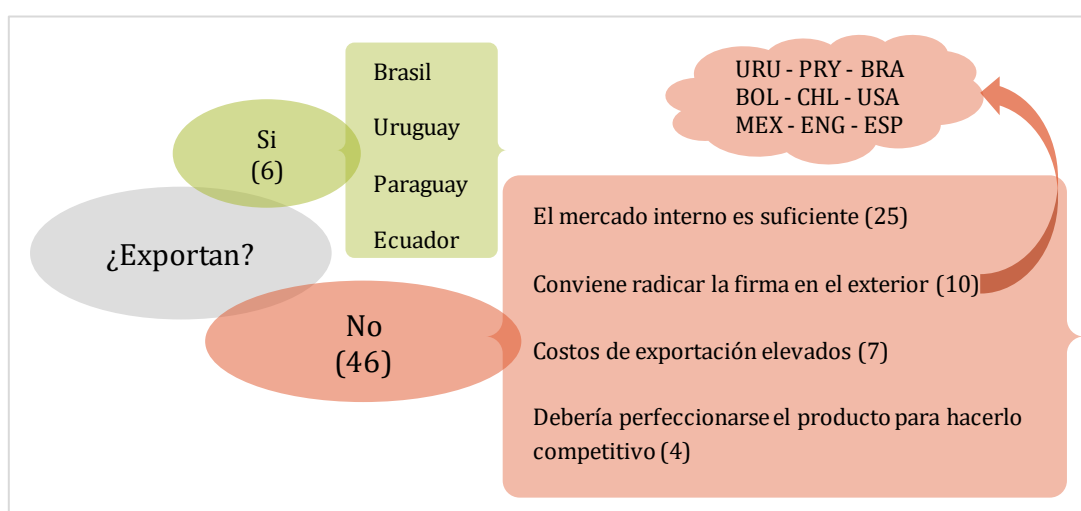 ¿Exportan?
Si
(6)
Brasil
Uruguay
Paraguay
Ecuador
No
(46)
El mercado interno es suficiente (25)
Conviene radicar la firma en el exterior (10)
Costos de exportación elevados (7)
Debería perfeccionarse el producto para hacerlo
competitivo (4)
URU - PRY - BRA
BOL - CHL - USA
MEX - ENG - ESP